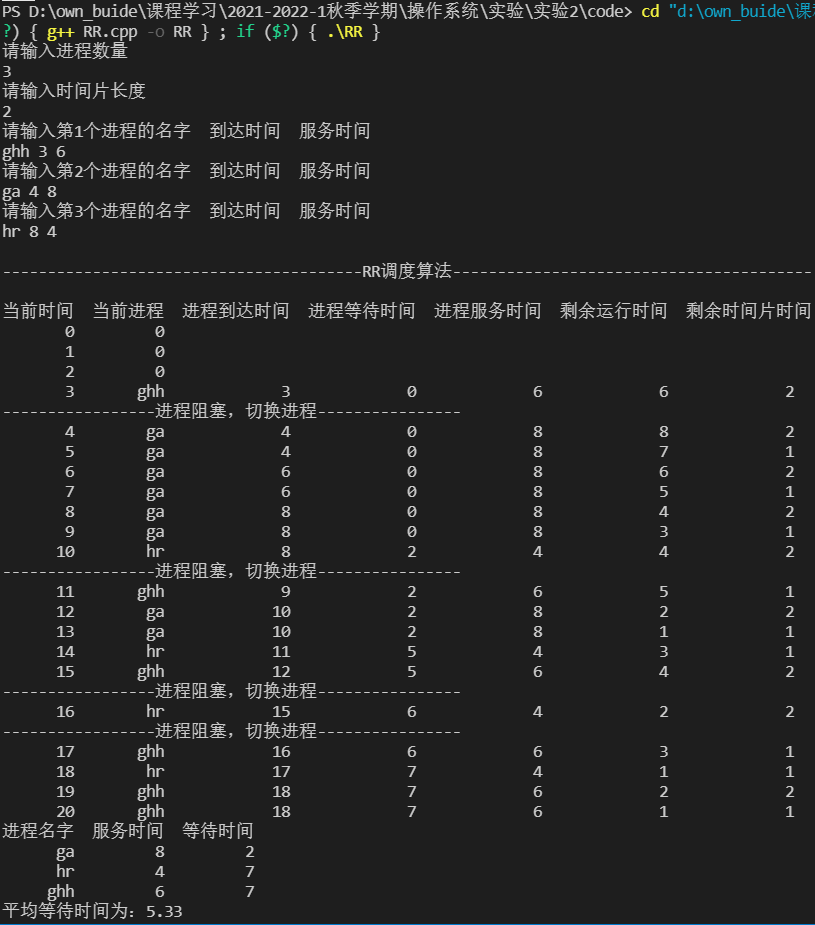 PS D:\own_buide\课程学习\2021-2022-1秋季学期\操作系统\实验\实验2\code> cd "d:\own_buide\课
?) { g++ RR.cpp -o RR } ; if ($?) { .\RR }
请输入进程数量
3
请输入时间片长度
2
请输入第1个进程的名字  到达时间  服务时间
ghh 3 6
请输入第2个进程的名字  到达时间  服务时间
ga 4 8
请输入第3个进程的名字  到达时间  服务时间
hr 8 4
----------------------------------------RR调度算法----------------------------------------
当前时间  当前进程  进程到达时间  进程等待时间  进程服务时间  剩余运行时间  剩余时间片时间
0 0
1 0
2 0
3 ghh 3 0 6 6 2
-----------------进程阻塞，切换进程----------------
4 ga 4 0 8 8 2
5 ga 4 0 8 7 1
6 ga 6 0 8 6 2
7 ga 6 0 8 5 1
8 ga 8 0 8 4 2
9 ga 8 0 8 3 1
10 hr 8 2 4 4 2
-----------------进程阻塞，切换进程----------------
11 ghh 9 2 6 5 1
12 ga 10 2 8 2 2
13 ga 10 2 8 1 1
14 hr 11 5 4 3 1
15 ghh 12 5 6 4 2
-----------------进程阻塞，切换进程----------------
16 hr 15 6 4 2 2
-----------------进程阻塞，切换进程----------------
17 ghh 16 6 6 3 1
18 hr 17 7 4 1 1
19 ghh 18 7 6 2 2
20 ghh 18 7 6 1 1
进程名字  服务时间  等待时间
ga 8 2
hr 4 7
ghh 6 7
平均等待时间为：5.33